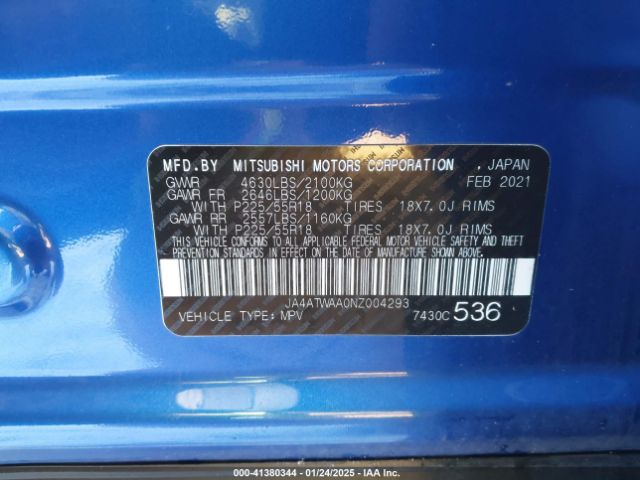 MFD.BY MITSUBISHI MOTORS CORPORATION , JAPAN
GVWR 4630LBS/2100KG FEB 2021
GAWR FR 2646LBS/1200KG
WITH P225/55R18 TIRES 18X7.0J RIMS
GAWR RR 2557LBS/1160KG
WITH P225/55R18 TIRES 18X7.0J RIMS
THIS VEHICLE CONFORMS TO ALL APPLICABLE FEDERAL MOTOR VEHICLE SAFETY AND THEFT
PREVENTION STANDARDS IN EFFECT ON THE DATE OF MANUFACTURE SHOWN ABOVE.
JA4ATWAA0NZ004293
VEHICLE TYPE:MPV 7430C 536
000-41380344 - 01/24/2025 - IAA Inc.